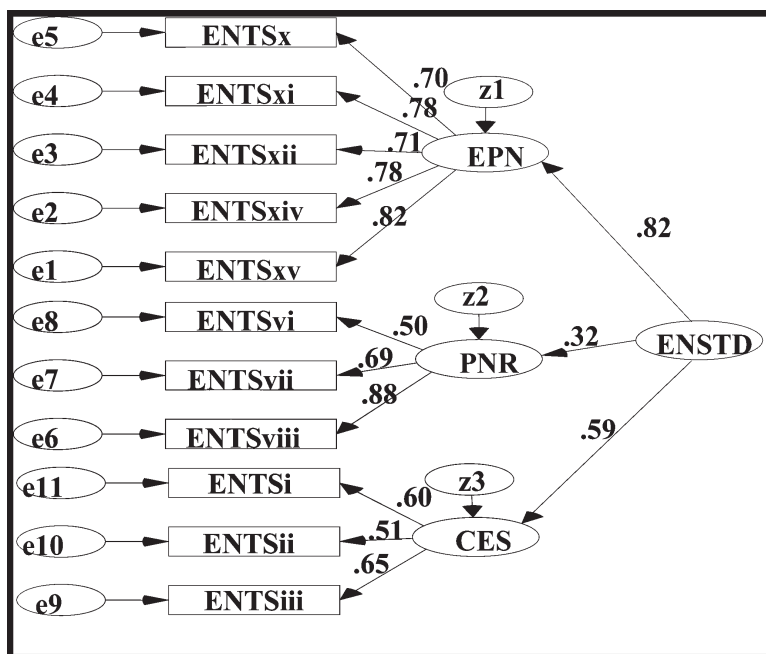 e5
ENTSx
.70
e4
ENTSxi
.78
z1
e3
ENTSxii
.71
EPN
e2
ENTSxiv
.78
e1
ENTSxv
.82
.82
e8
ENTSvi
.50
z2
e7
ENTSvii
.69
PNR
.32
ENSTD
e6
ENTSviii
.88
.59
e11
ENTSi
.60
z3
e10
ENTSii
.51
CES
e9
ENTSiii
.65